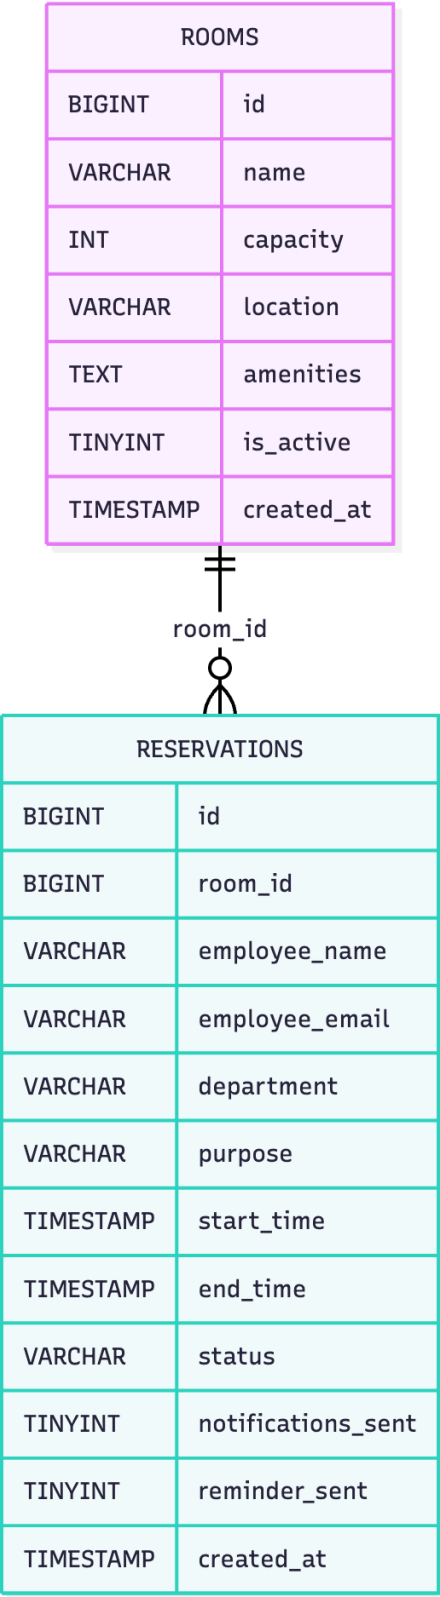 ROOMS
BIGINT id
VARCHAR name
INT capacity
VARCHAR location
TEXT amenities
TINYINT is_active
TIMESTAMP created_at
room_id
RESERVATIONS
BIGINT id
BIGINT room_id
VARCHAR employee_name
VARCHAR employee_email
VARCHAR department
VARCHAR purpose
TIMESTAMP start_time
TIMESTAMP end_time
VARCHAR status
TINYINT notifications_sent
TINYINT reminder_sent
TIMESTAMP created_at